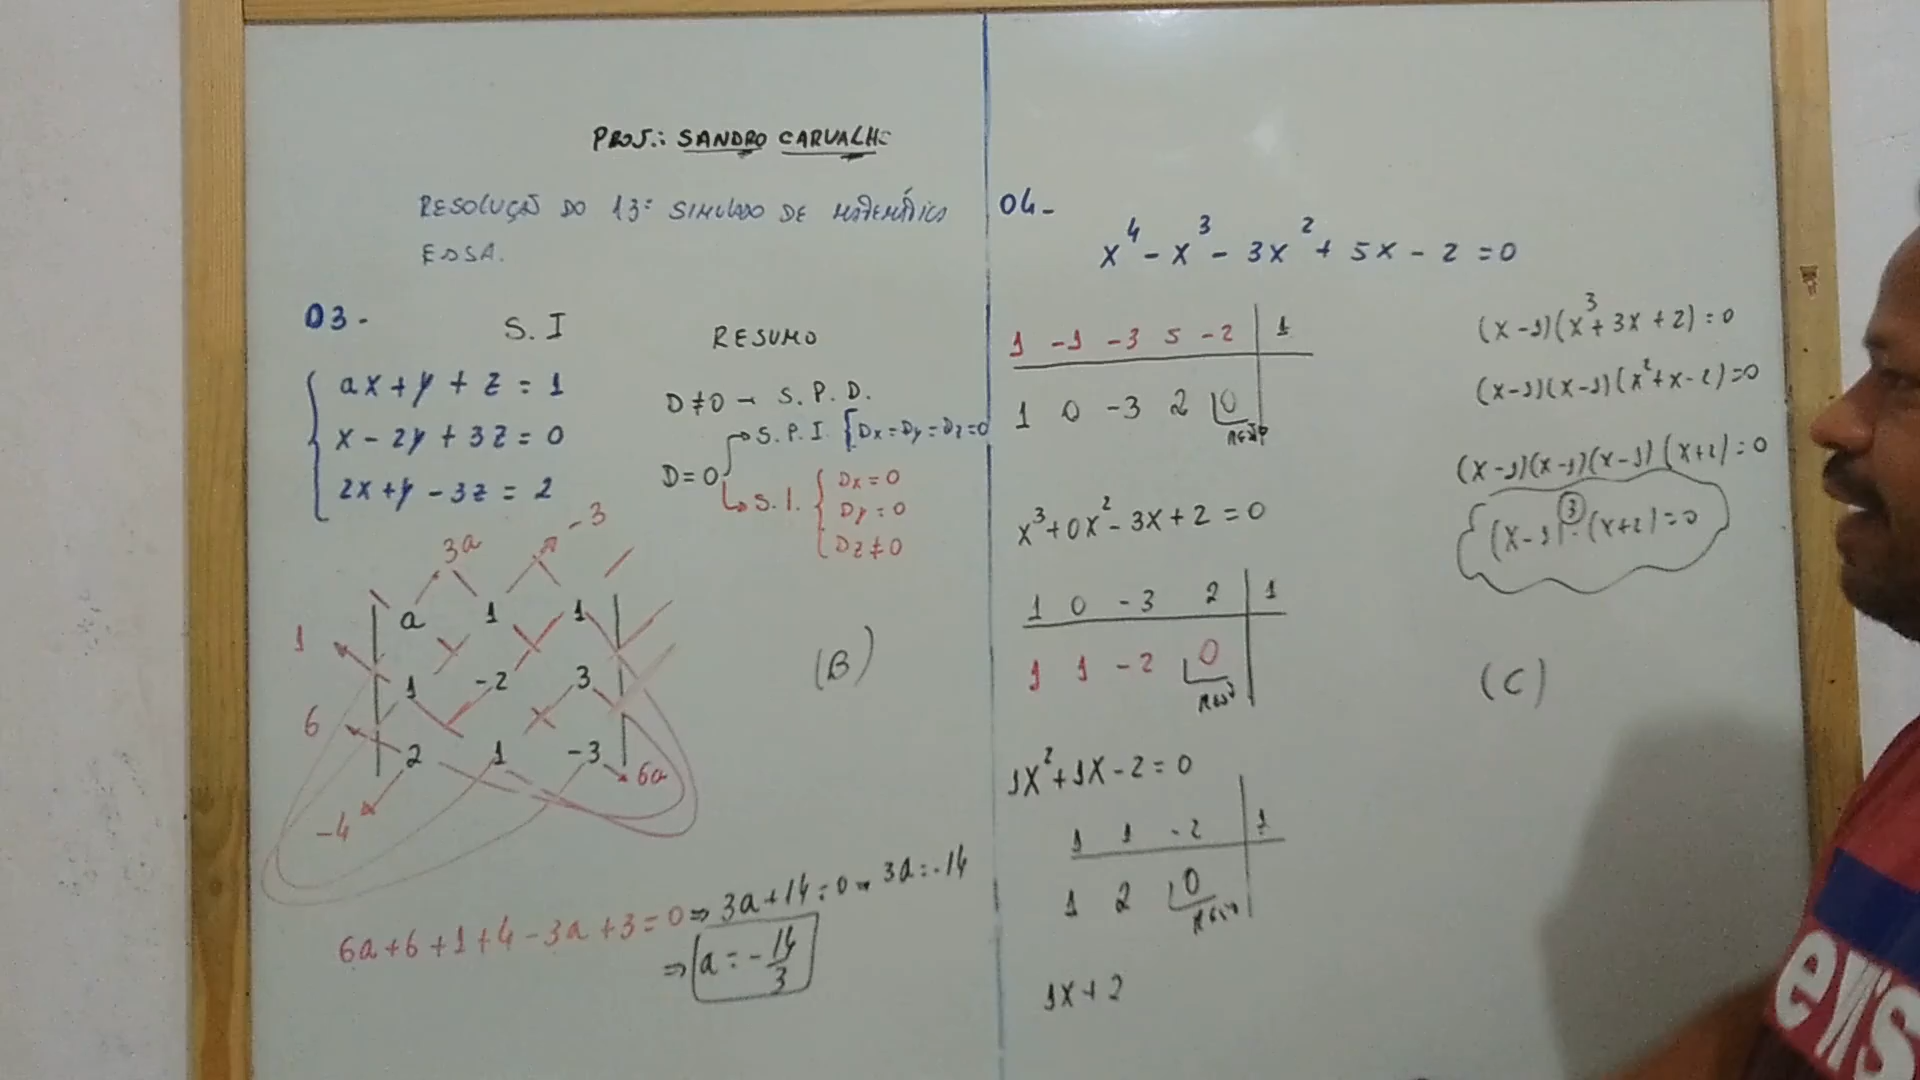 PROF.: SANDRO CARVALHO
RESOLUÇÃO DO 13º SIMULADO DE MATEMÁTICA
EDSA.
03-
S. I
ax + y + z = 1
x - 2y + 3z = 0
2x + y - 3z = 2
RESUMO
D ≠ 0 → S. P. D.
D = 0
→ S. P. I. { Dx = Dy = Dz = 0
↳ S. I. { Dx = 0
Dy = 0
Dz ≠ 0
3a -3
a 1 1
1
1 -2 3
6
2 1 -3
6a
-4
(B)
6a + 6 + 1 + 4 - 3a + 3 = 0 ⇒ 3a + 14 = 0 ⇒ 3a = -14
⇒ a = -14/3
04-
x⁴ - x³ - 3x² + 5x - 2 = 0
1 -1 -3 5 -2 | 1
1 0 -3 2 0
x³ + 0x² - 3x + 2 = 0
1 0 -3 2 | 1
1 1 -2 0
1x² + 1x - 2 = 0
1 1 -2 | 1
1 2 0
1x + 2
(x - 1)(x³ + 3x + 2) = 0
(x - 1)(x - 1)(x² + x - 2) = 0
(x - 1)(x - 1)(x - 1)(x + 2) = 0
(x - 1)³ · (x + 2) = 0
(C)